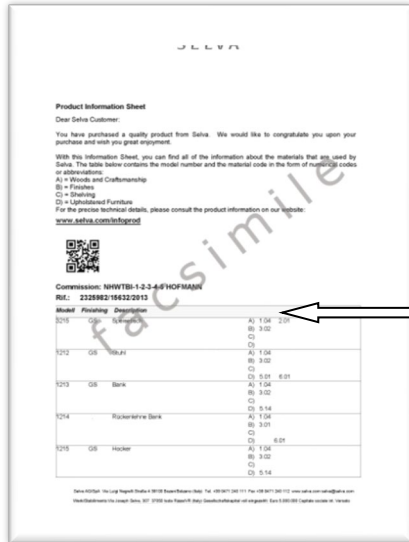 SELVA
Product Information Sheet
Dear Selva Customer:
You have purchased a quality product from Selva. We would like to congratulate you upon your
purchase and wish you great enjoyment.
With this Information Sheet, you can find all of the information about the materials that are used by
Selva. The table below contains the model number and the material code in the form of numerical codes
or abbreviations:
A) = Woods and Craftsmanship
B) = Finishes
C) = Shelving
D) = Upholstered Furniture
For the precise technical details, please consult the product information on our website:
www.selva.com/infoprod
facsimile
Commission: NHWTBI-1-2-3-4-5 HOFMANN
Rif.: 2325982/15632/2013
Modell Finishing Description
3215 GS A) 1.04 2.01
B) 3.02
C)
D)
1212 GS Stuhl A) 1.04
B) 3.02
C)
D) 5.01 6.01
1213 GS Bank A) 1.04
B) 3.02
C)
D) 5.14
1214 Rückenlehne Bank A) 1.04
B) 3.01
C)
D) 6.01
1215 GS Hocker A) 1.04
B) 3.02
C)
D) 5.14